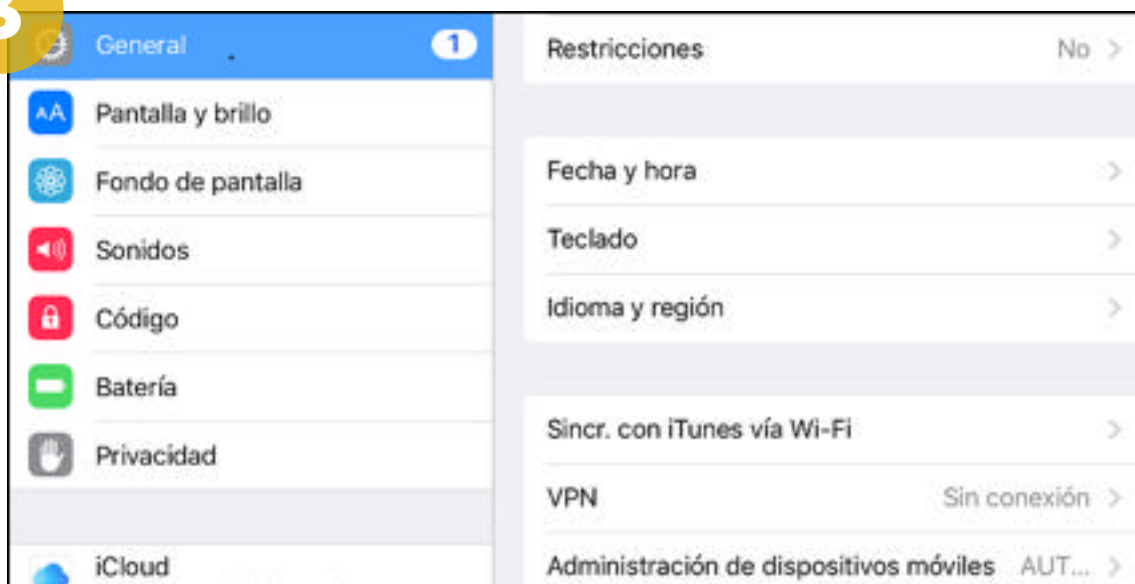 General 1
Pantalla y brillo
Fondo de pantalla
Sonidos
Código
Batería
Privacidad
iCloud
Restricciones No
Fecha y hora
Teclado
Idioma y región
Sincr. con iTunes vía Wi-Fi
VPN Sin conexión
Administración de dispositivos móviles AUT...